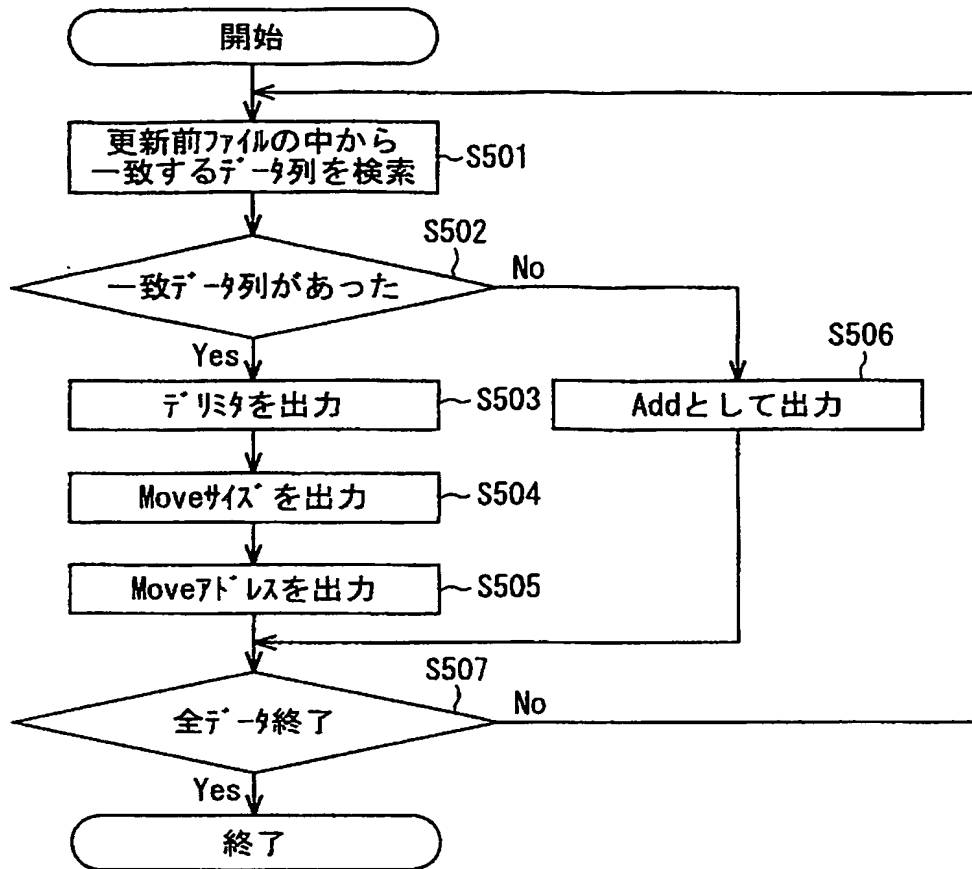 開始
更新前ファイルの中から
一致するデータ列を検索
S501
S502
一致データ列があった
No
Yes
デリミタを出力
S503
S506
Addとして出力
Moveサイズを出力
S504
Moveアドレスを出力
S505
S507
全データ終了
No
Yes
終了